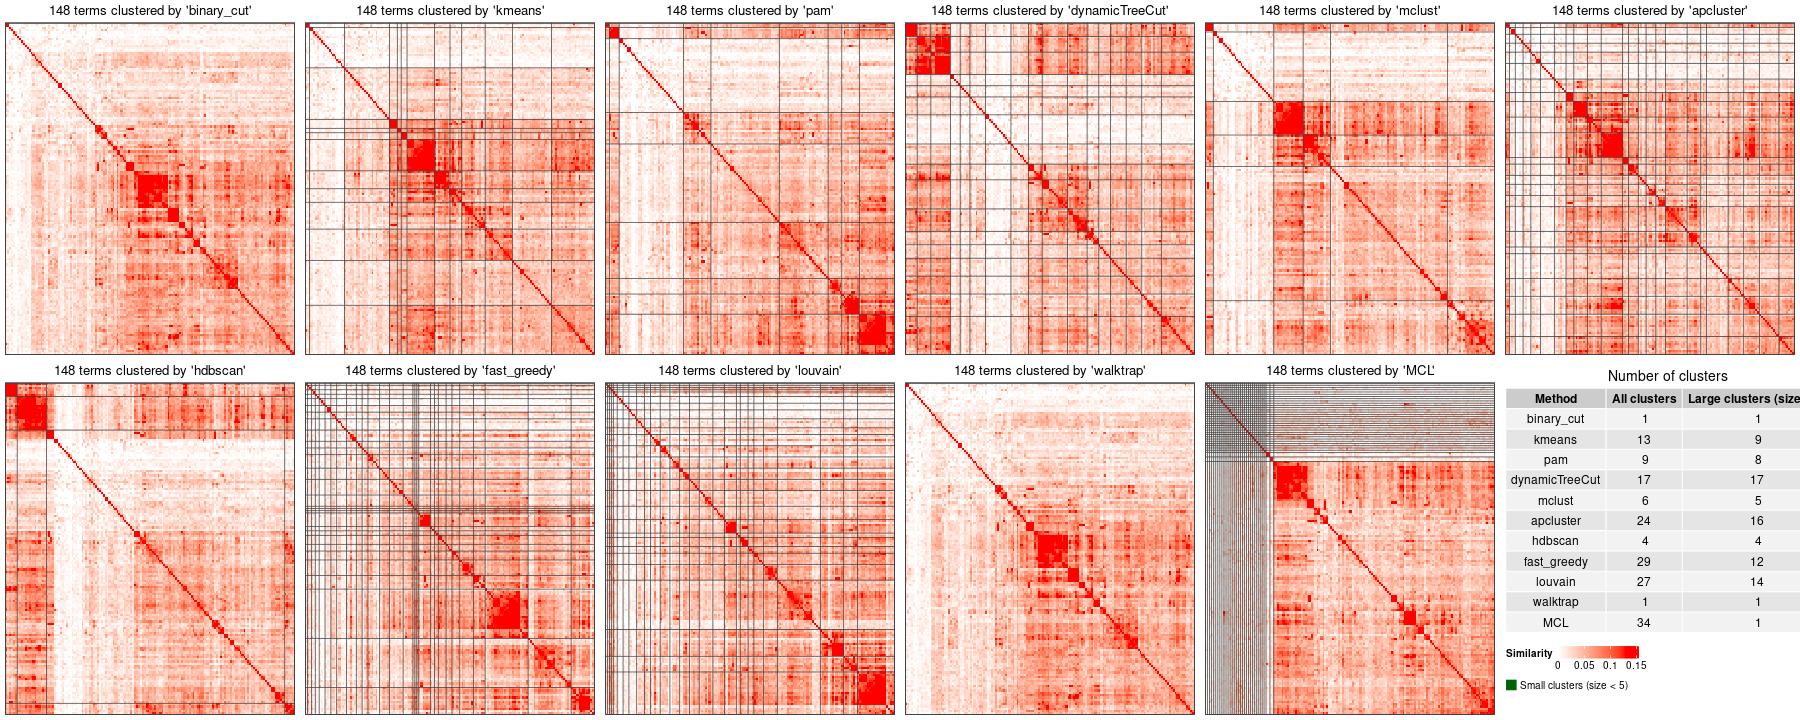 148 terms clustered by 'binary_cut'
148 terms clustered by 'kmeans'
148 terms clustered by 'pam'
148 terms clustered by 'dynamicTreeCut'
148 terms clustered by 'mclust'
148 terms clustered by 'apcluster'
148 terms clustered by 'hdbscan'
148 terms clustered by 'fast_greedy'
148 terms clustered by 'louvain'
148 terms clustered by 'walktrap'
148 terms clustered by 'MCL'
Number of clusters
Method All clusters Large clusters (size
binary_cut 1 1
kmeans 13 9
pam 9 8
dynamicTreeCut 17 17
mclust 6 5
apcluster 24 16
hdbscan 4 4
fast_greedy 29 12
louvain 27 14
walktrap 1 1
MCL 34 1
Similarity
0 0.05 0.1 0.15
Small clusters (size < 5)